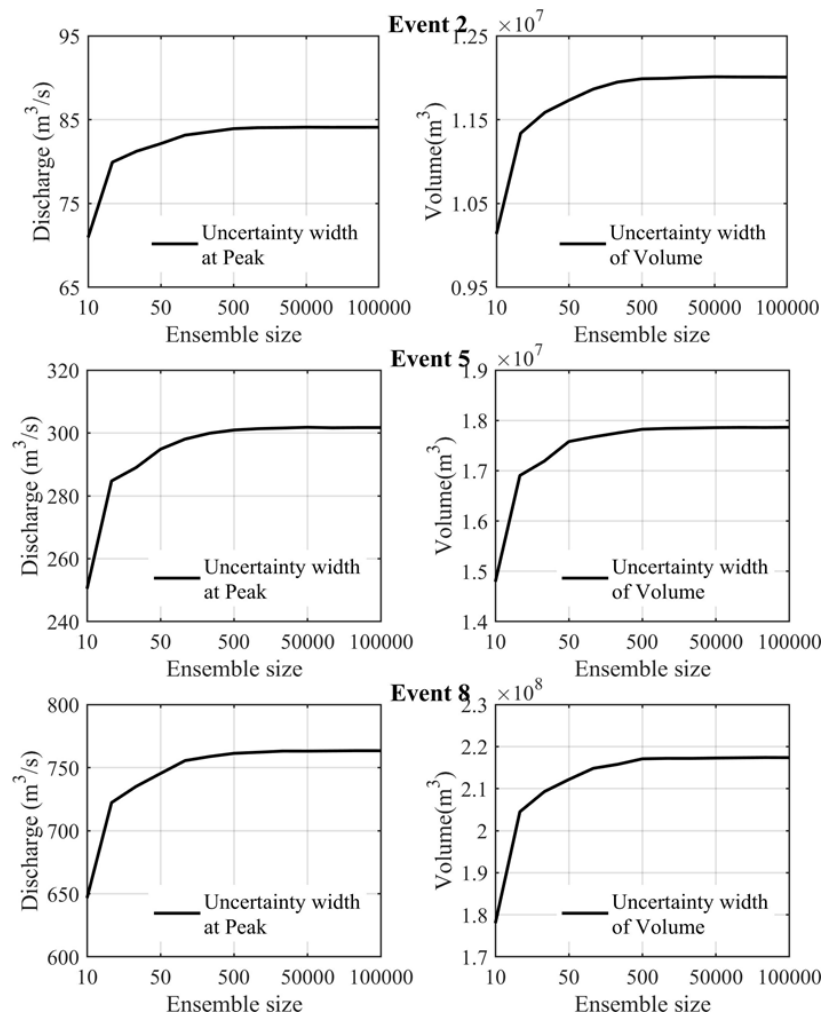 Event 2
Discharge (m³/s)
95
85
75
65
Uncertainty width
at Peak
10 50 500 50000 100000
Ensemble size
×10⁷
Volume(m³)
1.25
1.15
1.05
0.95
Uncertainty width
of Volume
10 50 500 50000 100000
Ensemble size
Event 5
Discharge (m³/s)
320
300
280
260
240
Uncertainty width
at Peak
10 50 500 50000 100000
Ensemble size
×10⁷
Volume(m³)
1.9
1.8
1.7
1.6
1.5
1.4
Uncertainty width
of Volume
10 50 500 50000 100000
Ensemble size
Event 8
Discharge (m³/s)
800
750
700
650
600
Uncertainty width
at Peak
10 50 500 50000 100000
Ensemble size
×10⁸
Volume(m³)
2.3
2.2
2.1
2
1.9
1.8
1.7
Uncertainty width
of Volume
10 50 500 50000 100000
Ensemble size